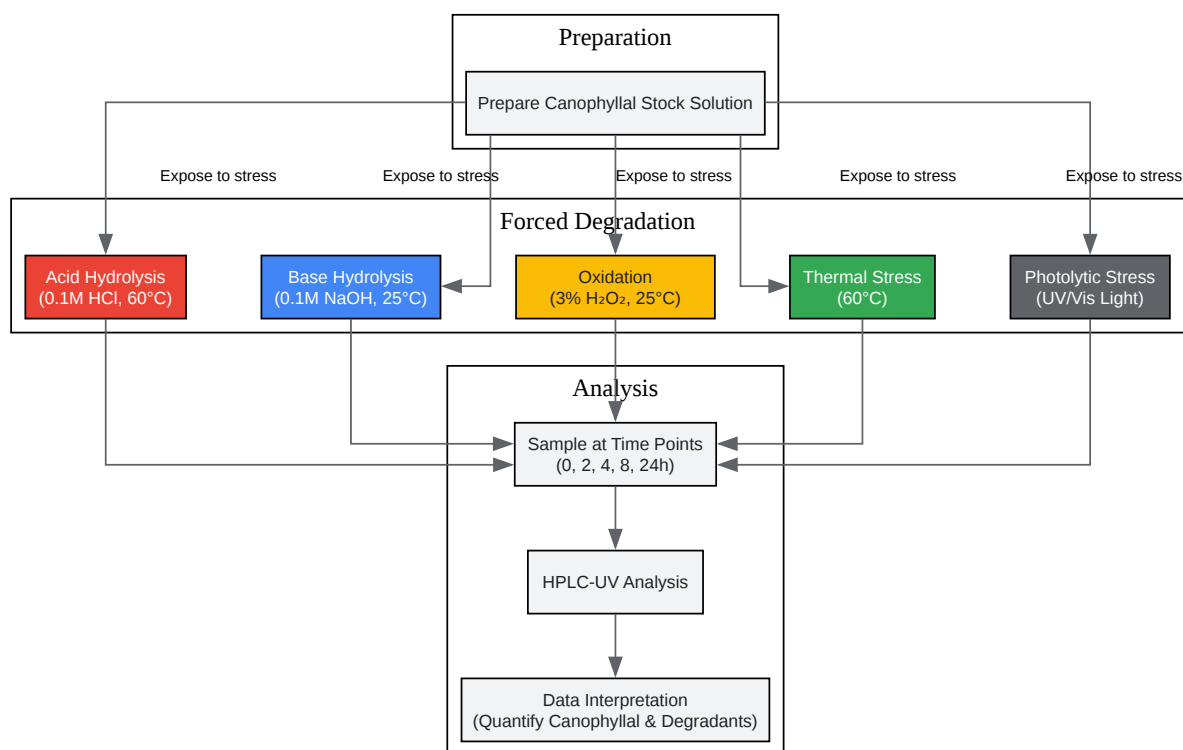 Preparation
Prepare Canophyllal Stock Solution
Expose to stress
Expose to stress
Expose to stress
Expose to stress
Expose to stress
Forced Degradation
Acid Hydrolysis
(0.1M HCl, 60°C)
Base Hydrolysis
(0.1M NaOH, 25°C)
Oxidation
(3% H₂O₂, 25°C)
Thermal Stress
(60°C)
Photolytic Stress
(UV/Vis Light)
Analysis
Sample at Time Points
(0, 2, 4, 8, 24h)
HPLC-UV Analysis
Data Interpretation
(Quantify Canophyllal & Degradants)